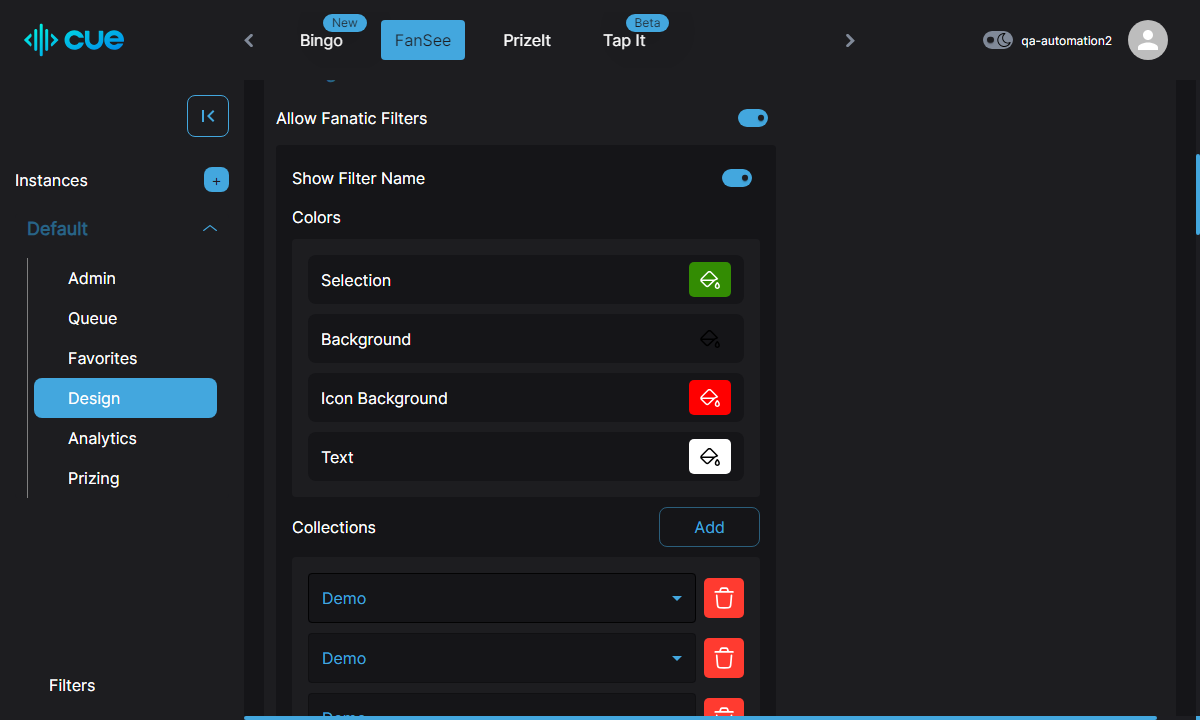 cue
Bingo
New
FanSee
PrizeIt
Tap It
Beta
qa-automation2
Instances
+
Default
Admin
Queue
Favorites
Design
Analytics
Prizing
Filters
Allow Fanatic Filters
Show Filter Name
Colors
Selection
Background
Icon Background
Text
Collections
Add
Demo
Demo
Demo